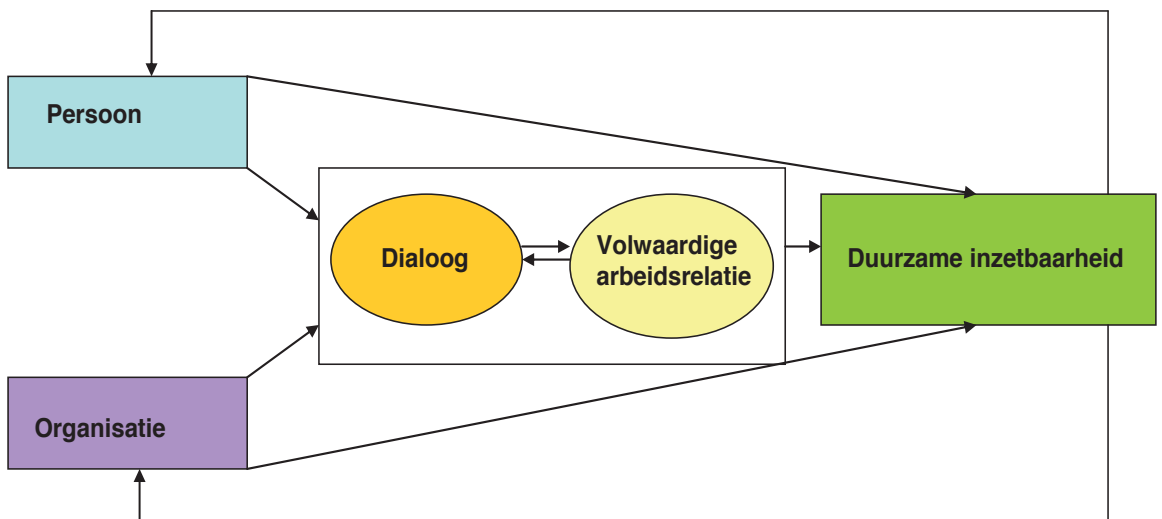 Persoon
Dialoog
Volwaardige
arbeidsrelatie
Duurzame inzetbaarheid
Organisatie